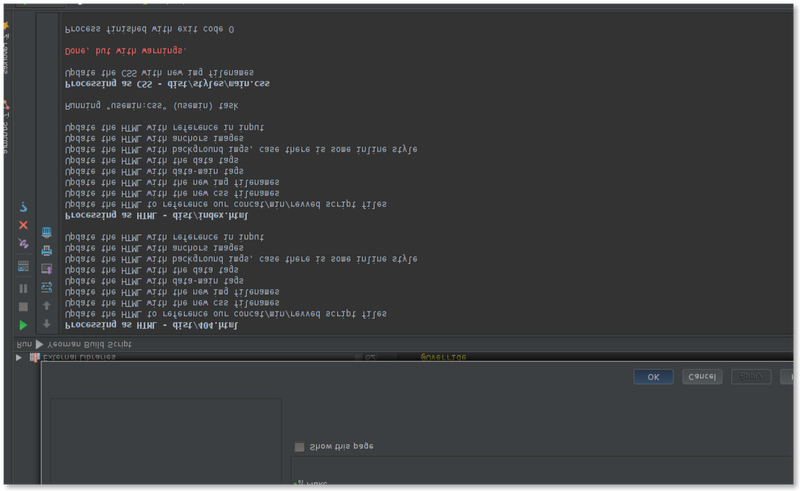 Make
Show this page
OK
Cancel
Apply
External Libraries
@Override
Run Yeoman Build Script
Processing as HTML - dist/404.html
Update the HTML to reference our concat/min/revved script files
Update the HTML with the new css filenames
Update the HTML with the new img filenames
Update the HTML with data-main tags
Update the HTML with the data tags
Update the HTML with background imgs, case there is some inline style
Update the HTML with anchors images
Update the HTML with reference in input
Processing as HTML - dist/index.html
Update the HTML to reference our concat/min/revved script files
Update the HTML with the new css filenames
Update the HTML with the new img filenames
Update the HTML with data-main tags
Update the HTML with the data tags
Update the HTML with background imgs, case there is some inline style
Update the HTML with anchors images
Update the HTML with reference in input
Running "usemin:css" (usemin) task
Processing as CSS - dist/styles/main.css
Update the CSS with new img filenames
Done, but with warnings.
Process finished with exit code 0